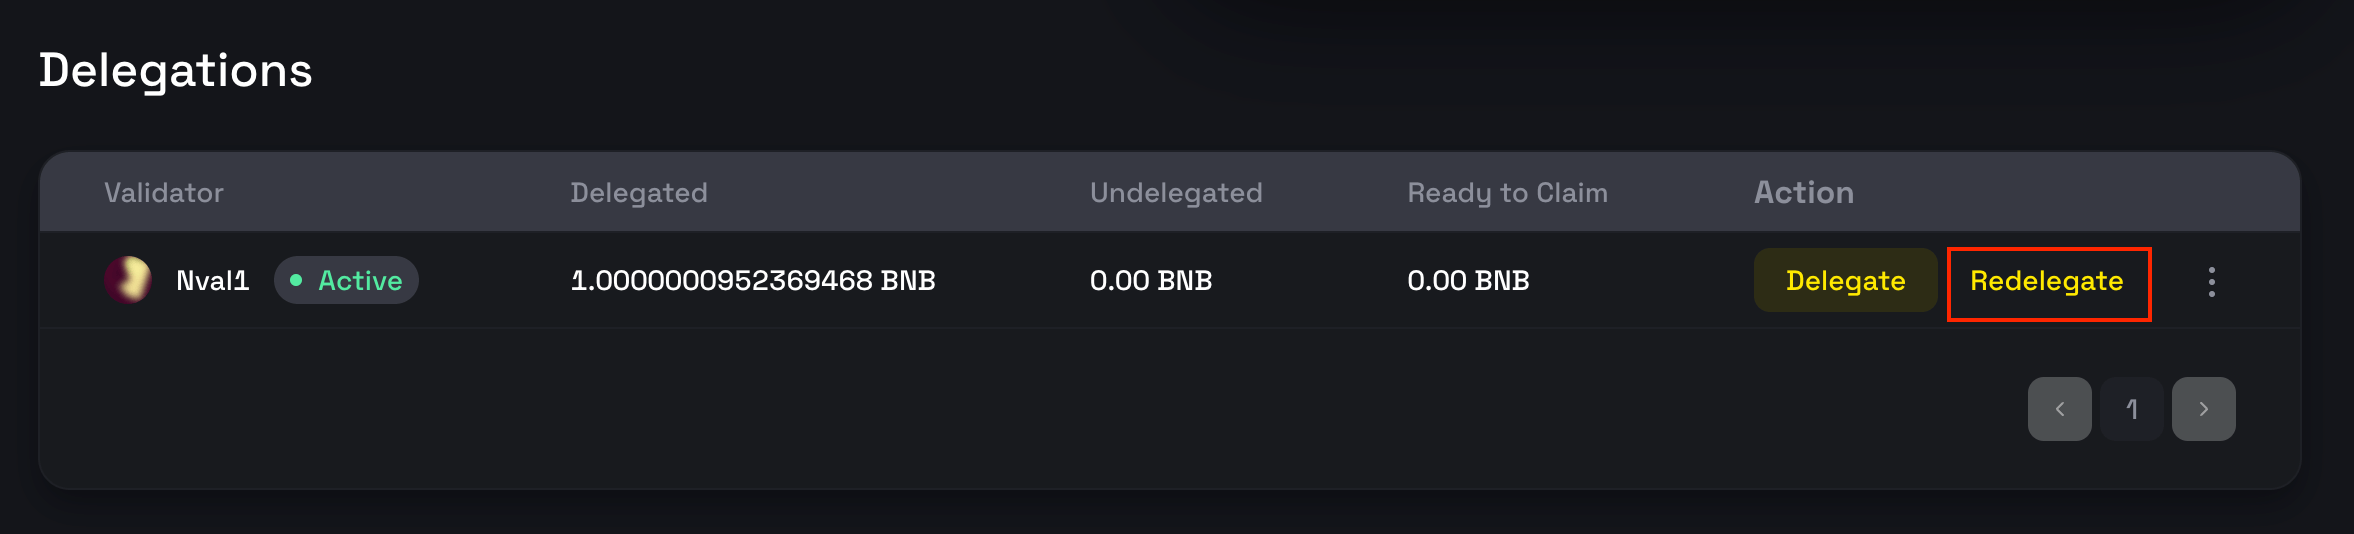 Delegations
Validator Delegated Undelegated Ready to Claim Action
Nval1 Active 1.0000000952369468 BNB 0.00 BNB 0.00 BNB Delegate Redelegate
1